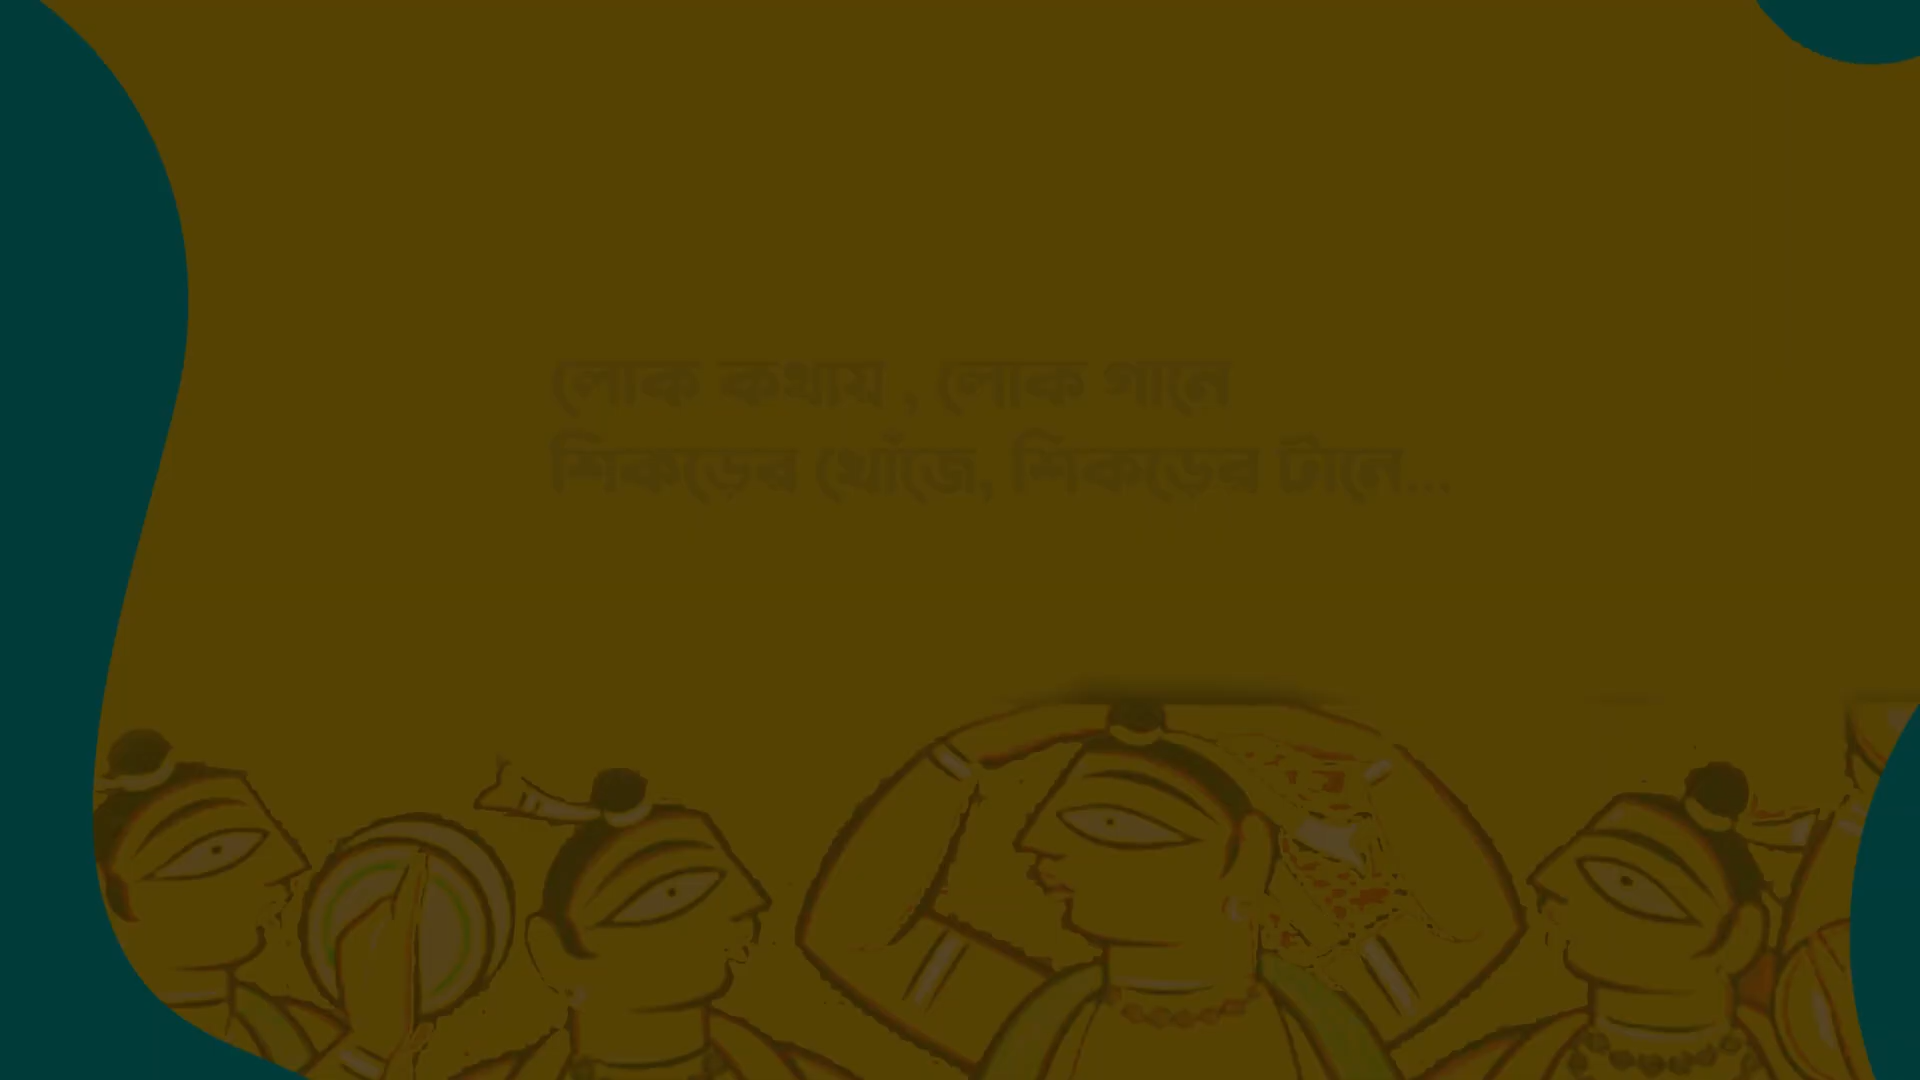 লোক কথায় , লোক গানে
শিকড়ের খোঁজে, শিকড়ের টানে...